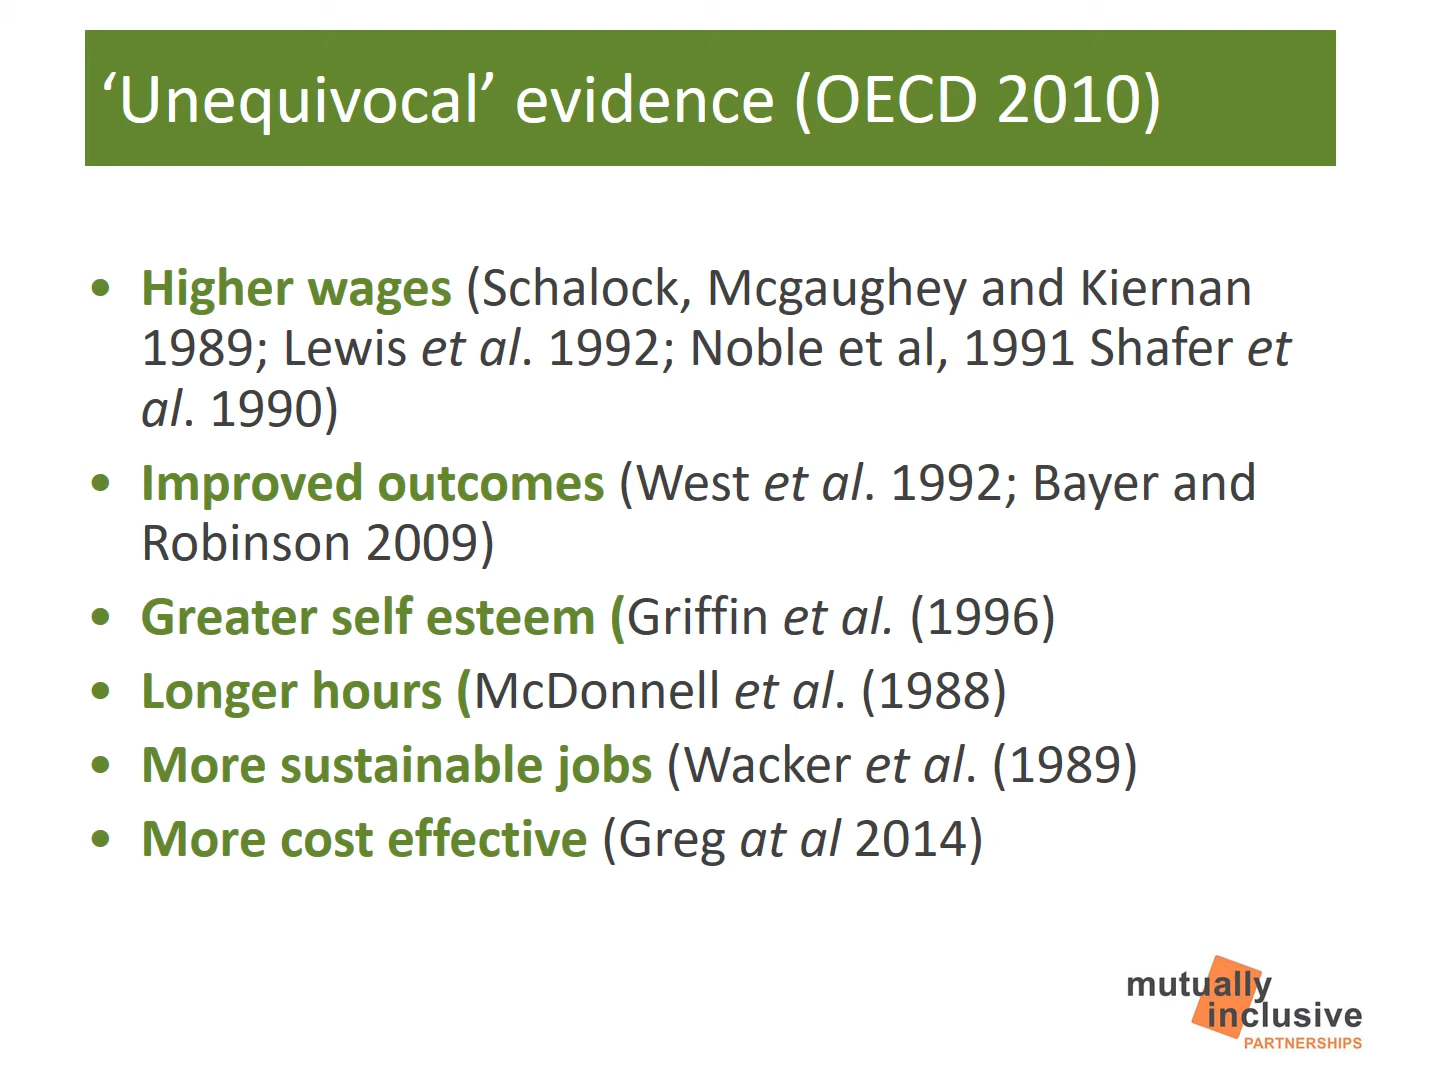 ‘Unequivocal’ evidence (OECD 2010)
• Higher wages (Schalock, Mcgaughey and Kiernan
1989; Lewis et al. 1992; Noble et al, 1991 Shafer et
al. 1990)
• Improved outcomes (West et al. 1992; Bayer and
Robinson 2009)
• Greater self esteem (Griffin et al. (1996)
• Longer hours (McDonnell et al. (1988)
• More sustainable jobs (Wacker et al. (1989)
• More cost effective (Greg at al 2014)
mutually
inclusive
PARTNERSHIPS